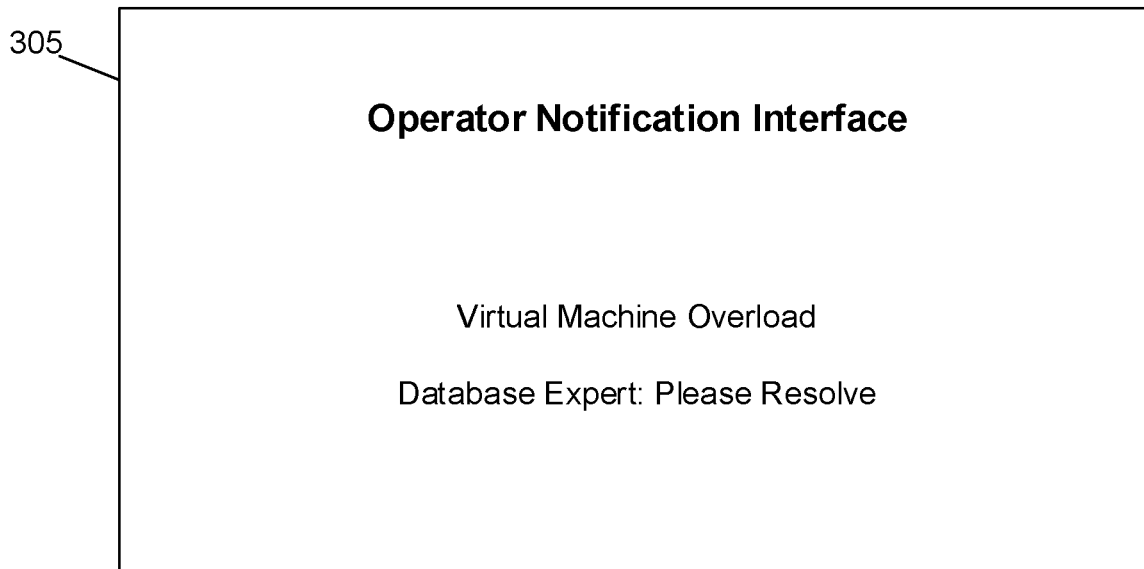 305
Operator Notification Interface
Virtual Machine Overload
Database Expert: Please Resolve